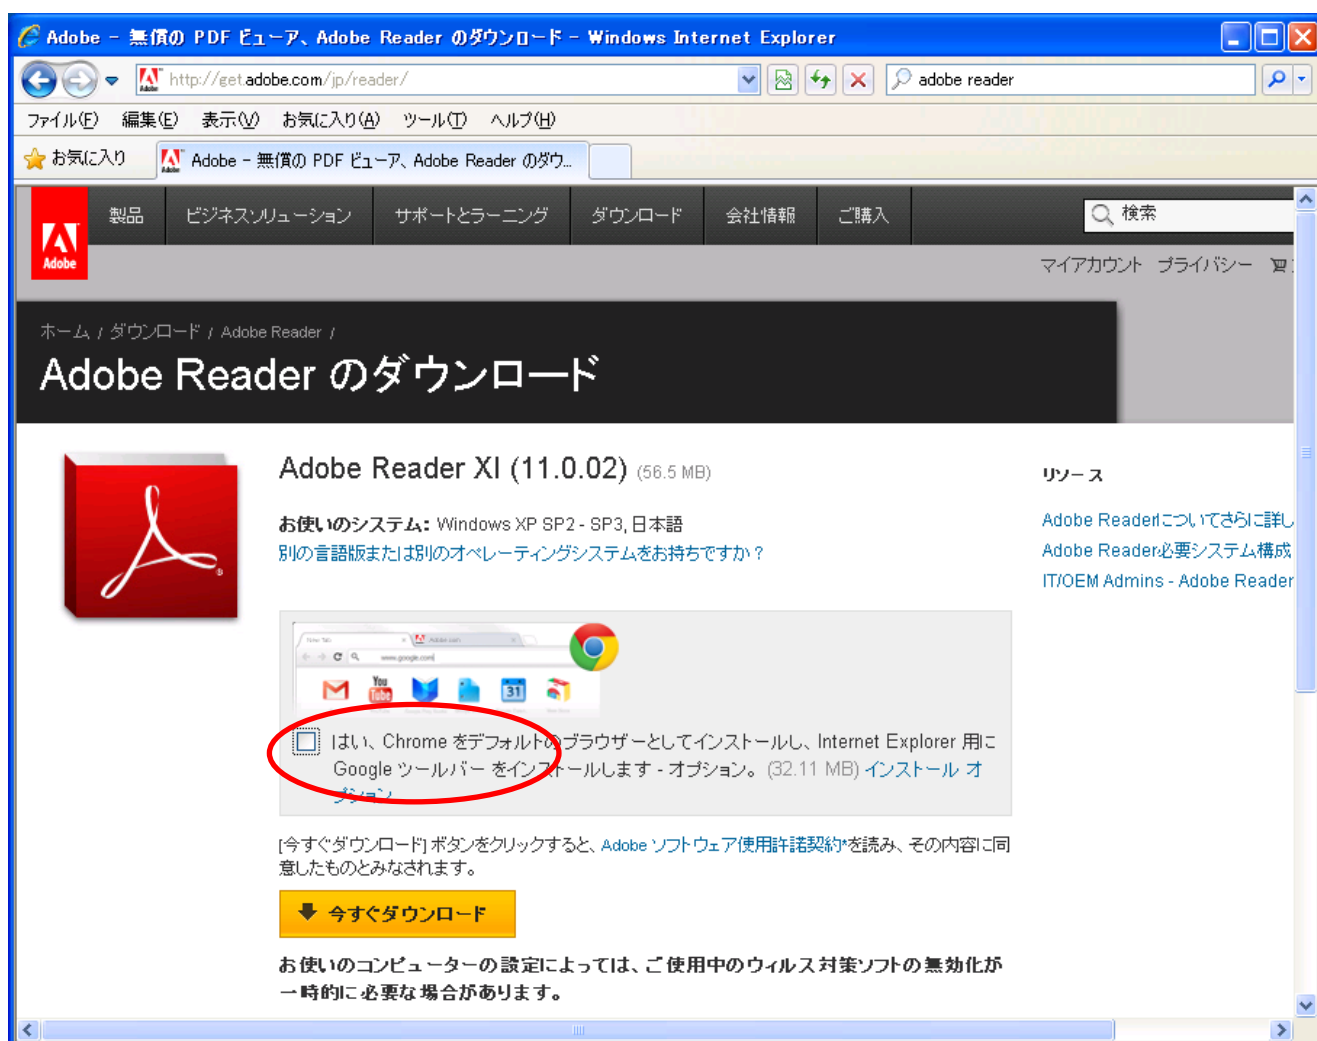 Adobe - 無償の PDF ビューア、Adobe Reader のダウンロード - Windows Internet Explorer
http://get.adobe.com/jp/reader/
adobe reader
ファイル(F) 編集(E) 表示(V) お気に入り(A) ツール(T) ヘルプ(H)
お気に入り
Adobe - 無償の PDF ビューア、Adobe Reader のダウ...
製品 ビジネスソリューション サポートとラーニング ダウンロード 会社情報 ご購入
検索
Adobe
マイアカウント プライバシー
ホーム / ダウンロード / Adobe Reader /
Adobe Reader のダウンロード
Adobe Reader XI (11.0.02) (56.5 MB)
お使いのシステム: Windows XP SP2 - SP3, 日本語
別の言語版または別のオペレーティングシステムをお持ちですか？
リソース
Adobe Readerについてさらに詳し
Adobe Reader必要システム構成
IT/OEM Admins - Adobe Reader
New Tab
www.google.com
You
Tube
31
はい、Chrome をデフォルトのブラウザーとしてインストールし、Internet Explorer 用に
Google ツールバー をインストールします - オプション。 (32.11 MB) インストール オ
プション
[今すぐダウンロード] ボタンをクリックすると、Adobe ソフトウェア使用許諾契約*を読み、その内容に同
意したものとみなされます。
今すぐダウンロード
お使いのコンピューターの設定によっては、ご使用中のウィルス対策ソフトの無効化が
一時的に必要な場合があります。